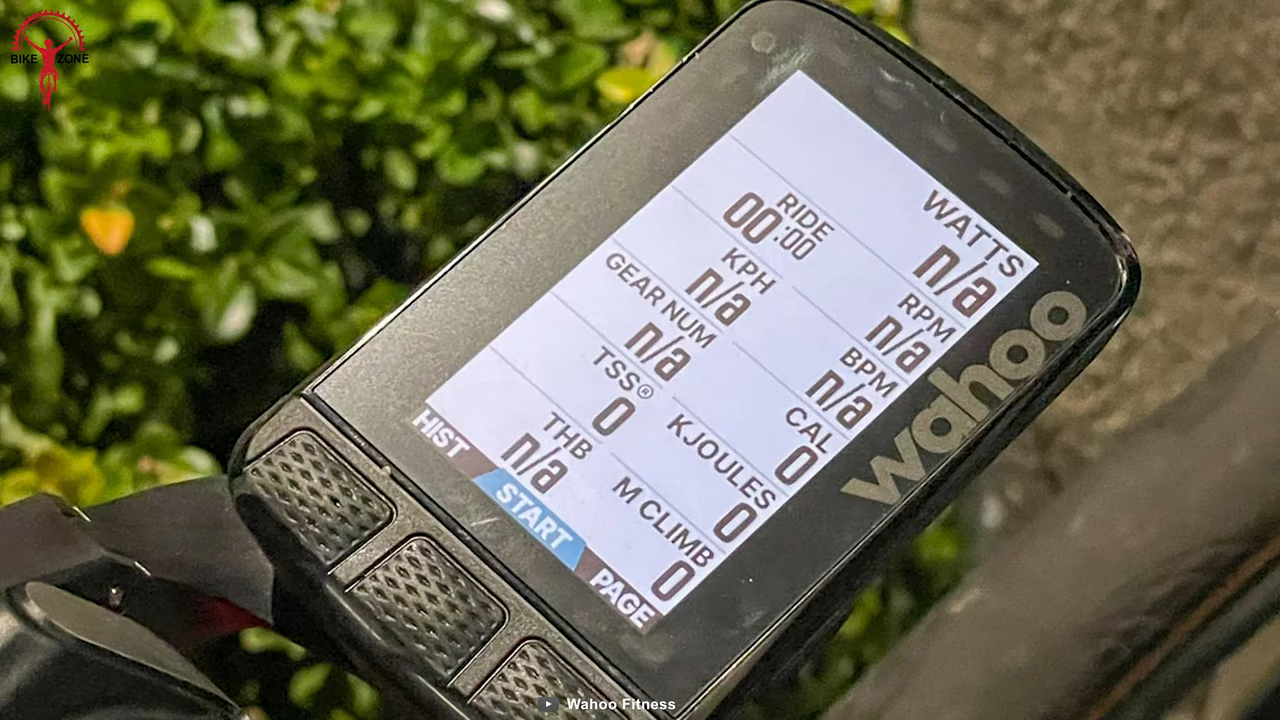 BIKE ZONE
WATTS
n/a
RIDE
00:00
RPM
n/a
KPH
n/a
BPM
n/a
GEAR NUM
n/a
CAL
0
TSS®
0
KJOULES
0
THB
n/a
M CLIMB
0
HIST
START
PAGE
wahoo
Wahoo Fitness